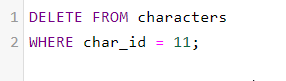 1 DELETE FROM characters
2 WHERE char_id = 11;